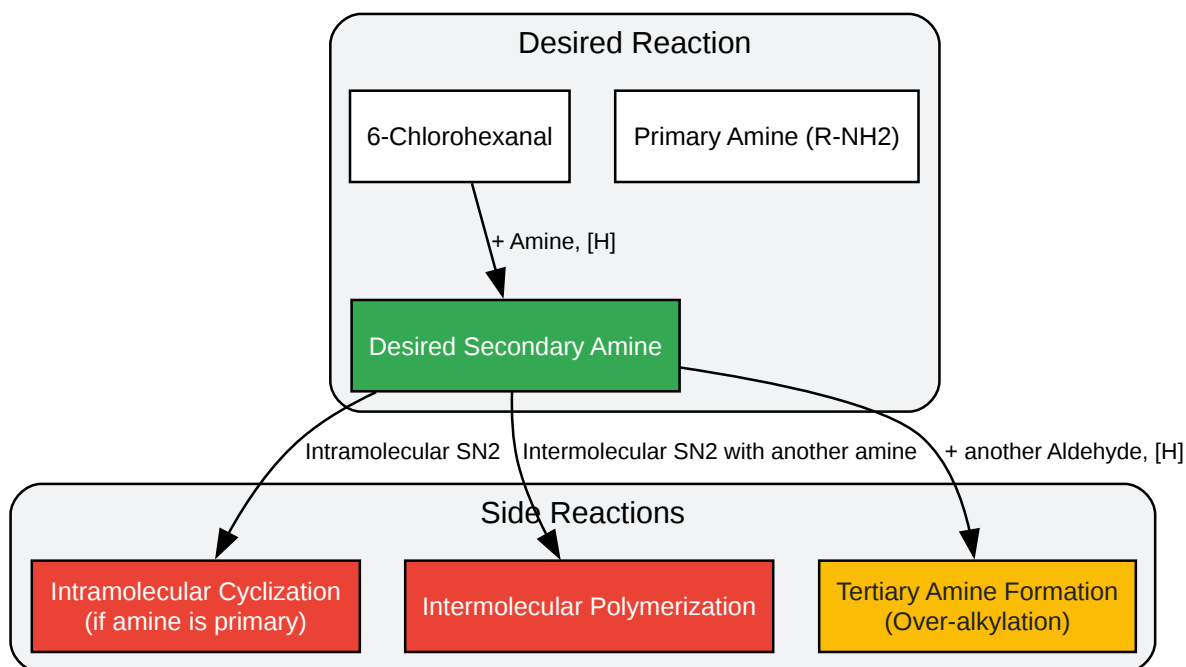 Desired Reaction
6-Chlorohexanal
Primary Amine (R-NH2)
+ Amine, [H]
Desired Secondary Amine
Intramolecular SN2
Intermolecular SN2 with another amine
+ another Aldehyde, [H]
Side Reactions
Intramolecular Cyclization
(if amine is primary)
Intermolecular Polymerization
Tertiary Amine Formation
(Over-alkylation)